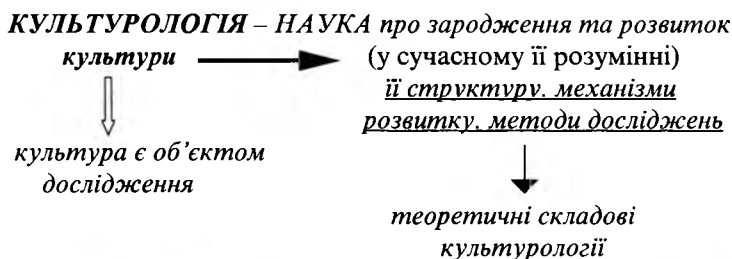 КУЛЬТУРОЛОГІЯ – НАУКА про зародження та розвиток
культури (у сучасному її розумінні)
її структуру. механізми
розвитку. методи досліджень
культура є об’єктом
дослідження
теоретичні складові
культурології